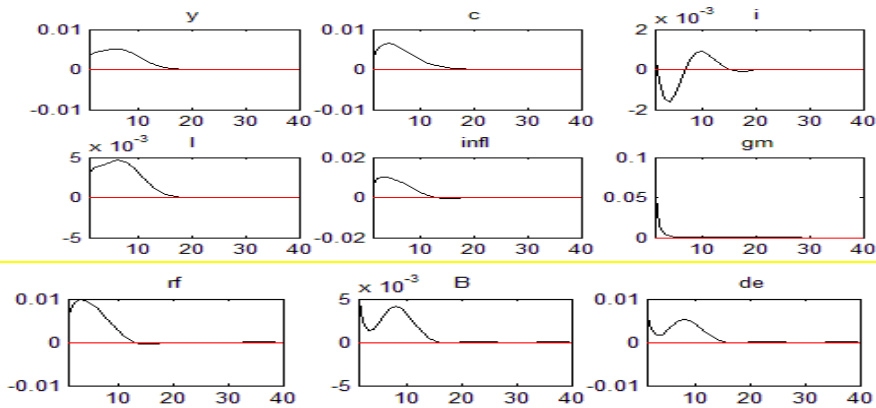 y c i
0.01 0.01 2 x 10⁻³
0 0 0
-0.01 -0.01 -2
10 20 30 40 10 20 30 40 10 20 30 40
5 x 10⁻³ l infl gm
0.02 0.1
0 0 0.05
-5 -0.02 0
10 20 30 40 10 20 30 40 10 20 30 40
rf B de
0.01 5 x 10⁻³ 0.01
0 0 0
-0.01 -5 -0.01
10 20 30 40 10 20 30 40 10 20 30 40